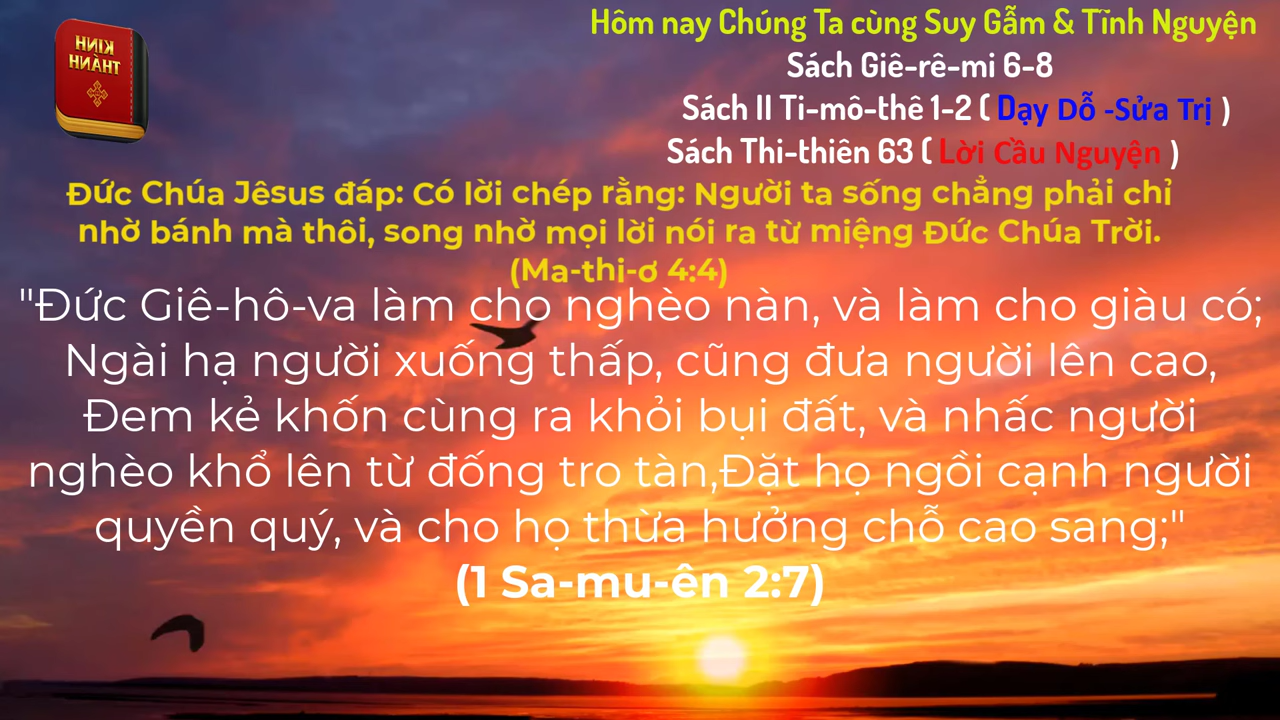 KINH
THÁNH
Hôm nay Chúng Ta cùng Suy Gẫm & Tĩnh Nguyện
Sách Giê-rê-mi 6-8
Sách II Ti-mô-thê 1-2 ( Dạy Dỗ -Sửa Trị )
Sách Thi-thiên 63 ( Lời Cầu Nguyện )
Đức Chúa Jêsus đáp: Có lời chép rằng: Người ta sống chẳng phải chỉ
nhờ bánh mà thôi, song nhờ mọi lời nói ra từ miệng Đức Chúa Trời.
(Ma-thi-ơ 4:4)
"Đức Giê-hô-va làm cho nghèo nàn, và làm cho giàu có;
Ngài hạ người xuống thấp, cũng đưa người lên cao,
Đem kẻ khốn cùng ra khỏi bụi đất, và nhấc người
nghèo khổ lên từ đống tro tàn,Đặt họ ngồi cạnh người
quyền quý, và cho họ thừa hưởng chỗ cao sang;"
(1 Sa-mu-ên 2:7)